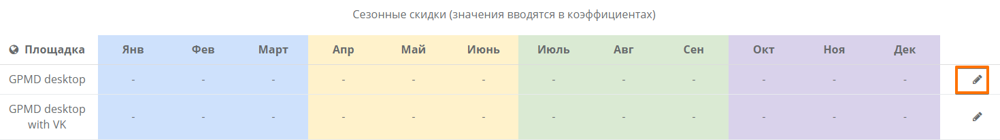 Сезонные скидки (значения вводятся в коэффициентах)
Площадка Янв Фев Март Апр Май Июнь Июль Авг Сен Окт Ноя Дек
GPMD desktop - - - - - - - - - - - -
GPMD desktop
with VK - - - - - - - - - - - -